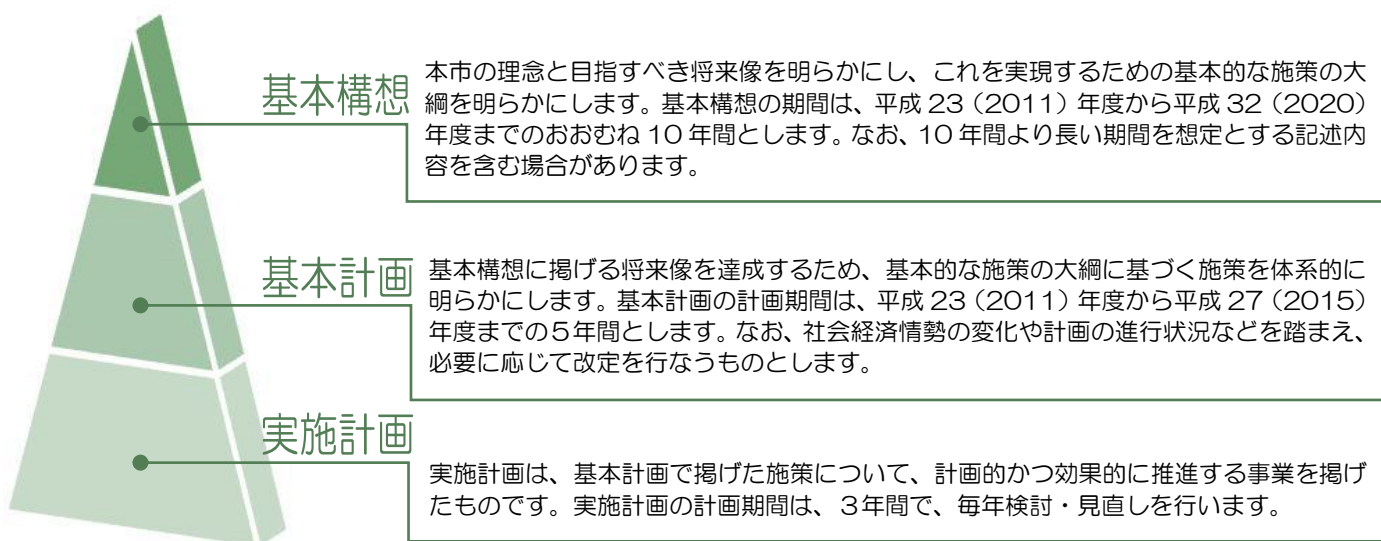 基本構想
本市の理念と目指すべき将来像を明らかにし、これを実現するための基本的な施策の大
綱を明らかにします。基本構想の期間は、平成 23（2011）年度から平成 32（2020）
年度までのおおむね 10 年間とします。なお、10 年間より長い期間を想定とする記述内
容を含む場合があります。
基本計画
基本構想に掲げる将来像を達成するため、基本的な施策の大綱に基づく施策を体系的に
明らかにします。基本計画の計画期間は、平成 23（2011）年度から平成 27（2015）
年度までの５年間とします。なお、社会経済情勢の変化や計画の進行状況などを踏まえ、
必要に応じて改定を行なうものとします。
実施計画
実施計画は、基本計画で掲げた施策について、計画的かつ効果的に推進する事業を掲げ
たものです。実施計画の計画期間は、３年間で、毎年検討・見直しを行います。